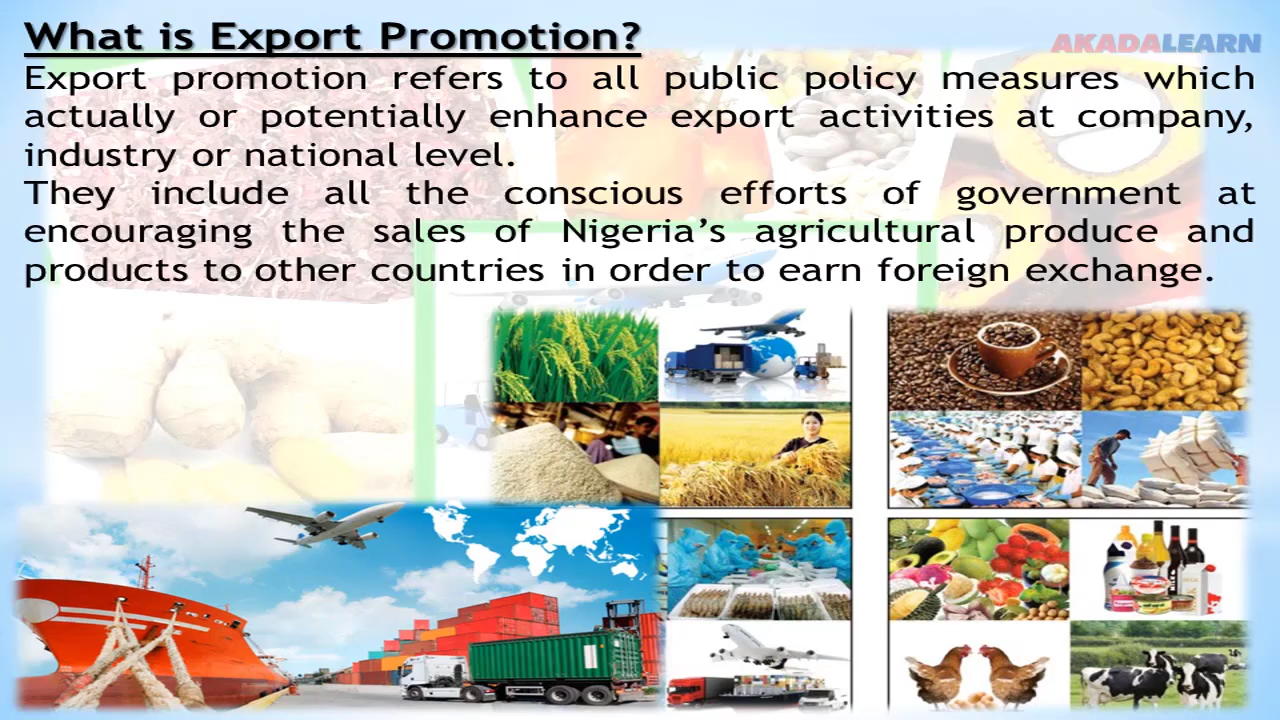 What is Export Promotion?
AKADALEARN
Export promotion refers to all public policy measures which
actually or potentially enhance export activities at company,
industry or national level.
They include all the conscious efforts of government at
encouraging the sales of Nigeria’s agricultural produce and
products to other countries in order to earn foreign exchange.